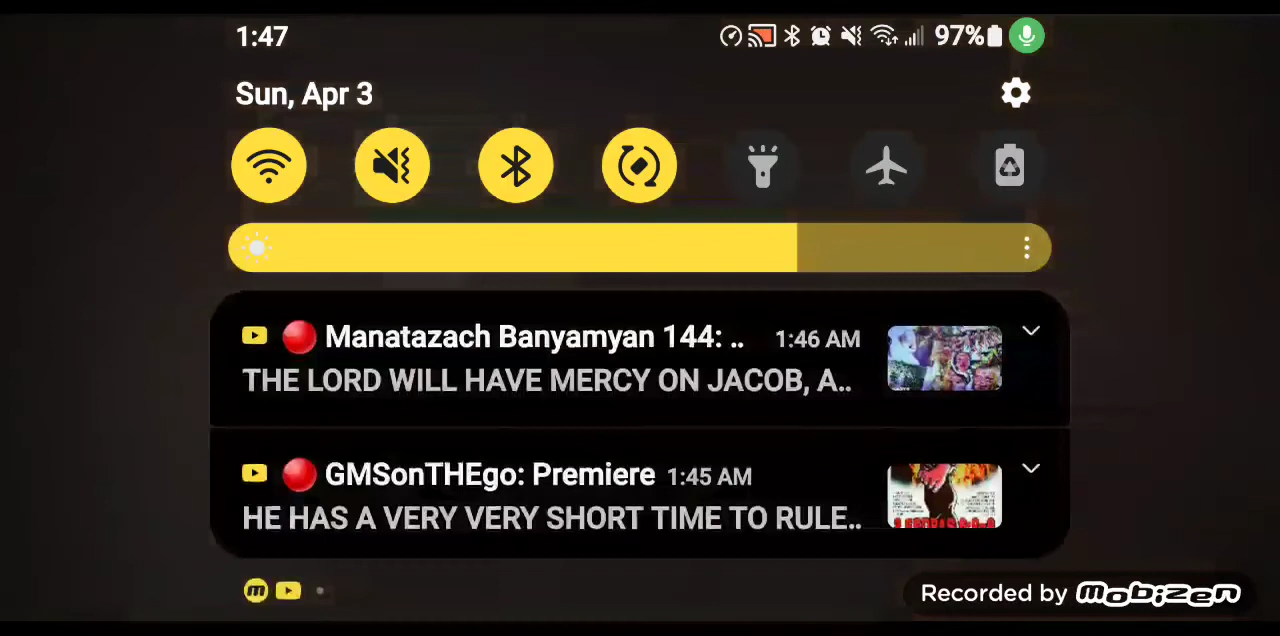 1:47
97%
Sun, Apr 3
Manatazach Banyamyan 144: ..
1:46 AM
THE LORD WILL HAVE MERCY ON JACOB, A..
GMSonTHEgo: Premiere
1:45 AM
HE HAS A VERY VERY SHORT TIME TO RULE..
Recorded by mobizen